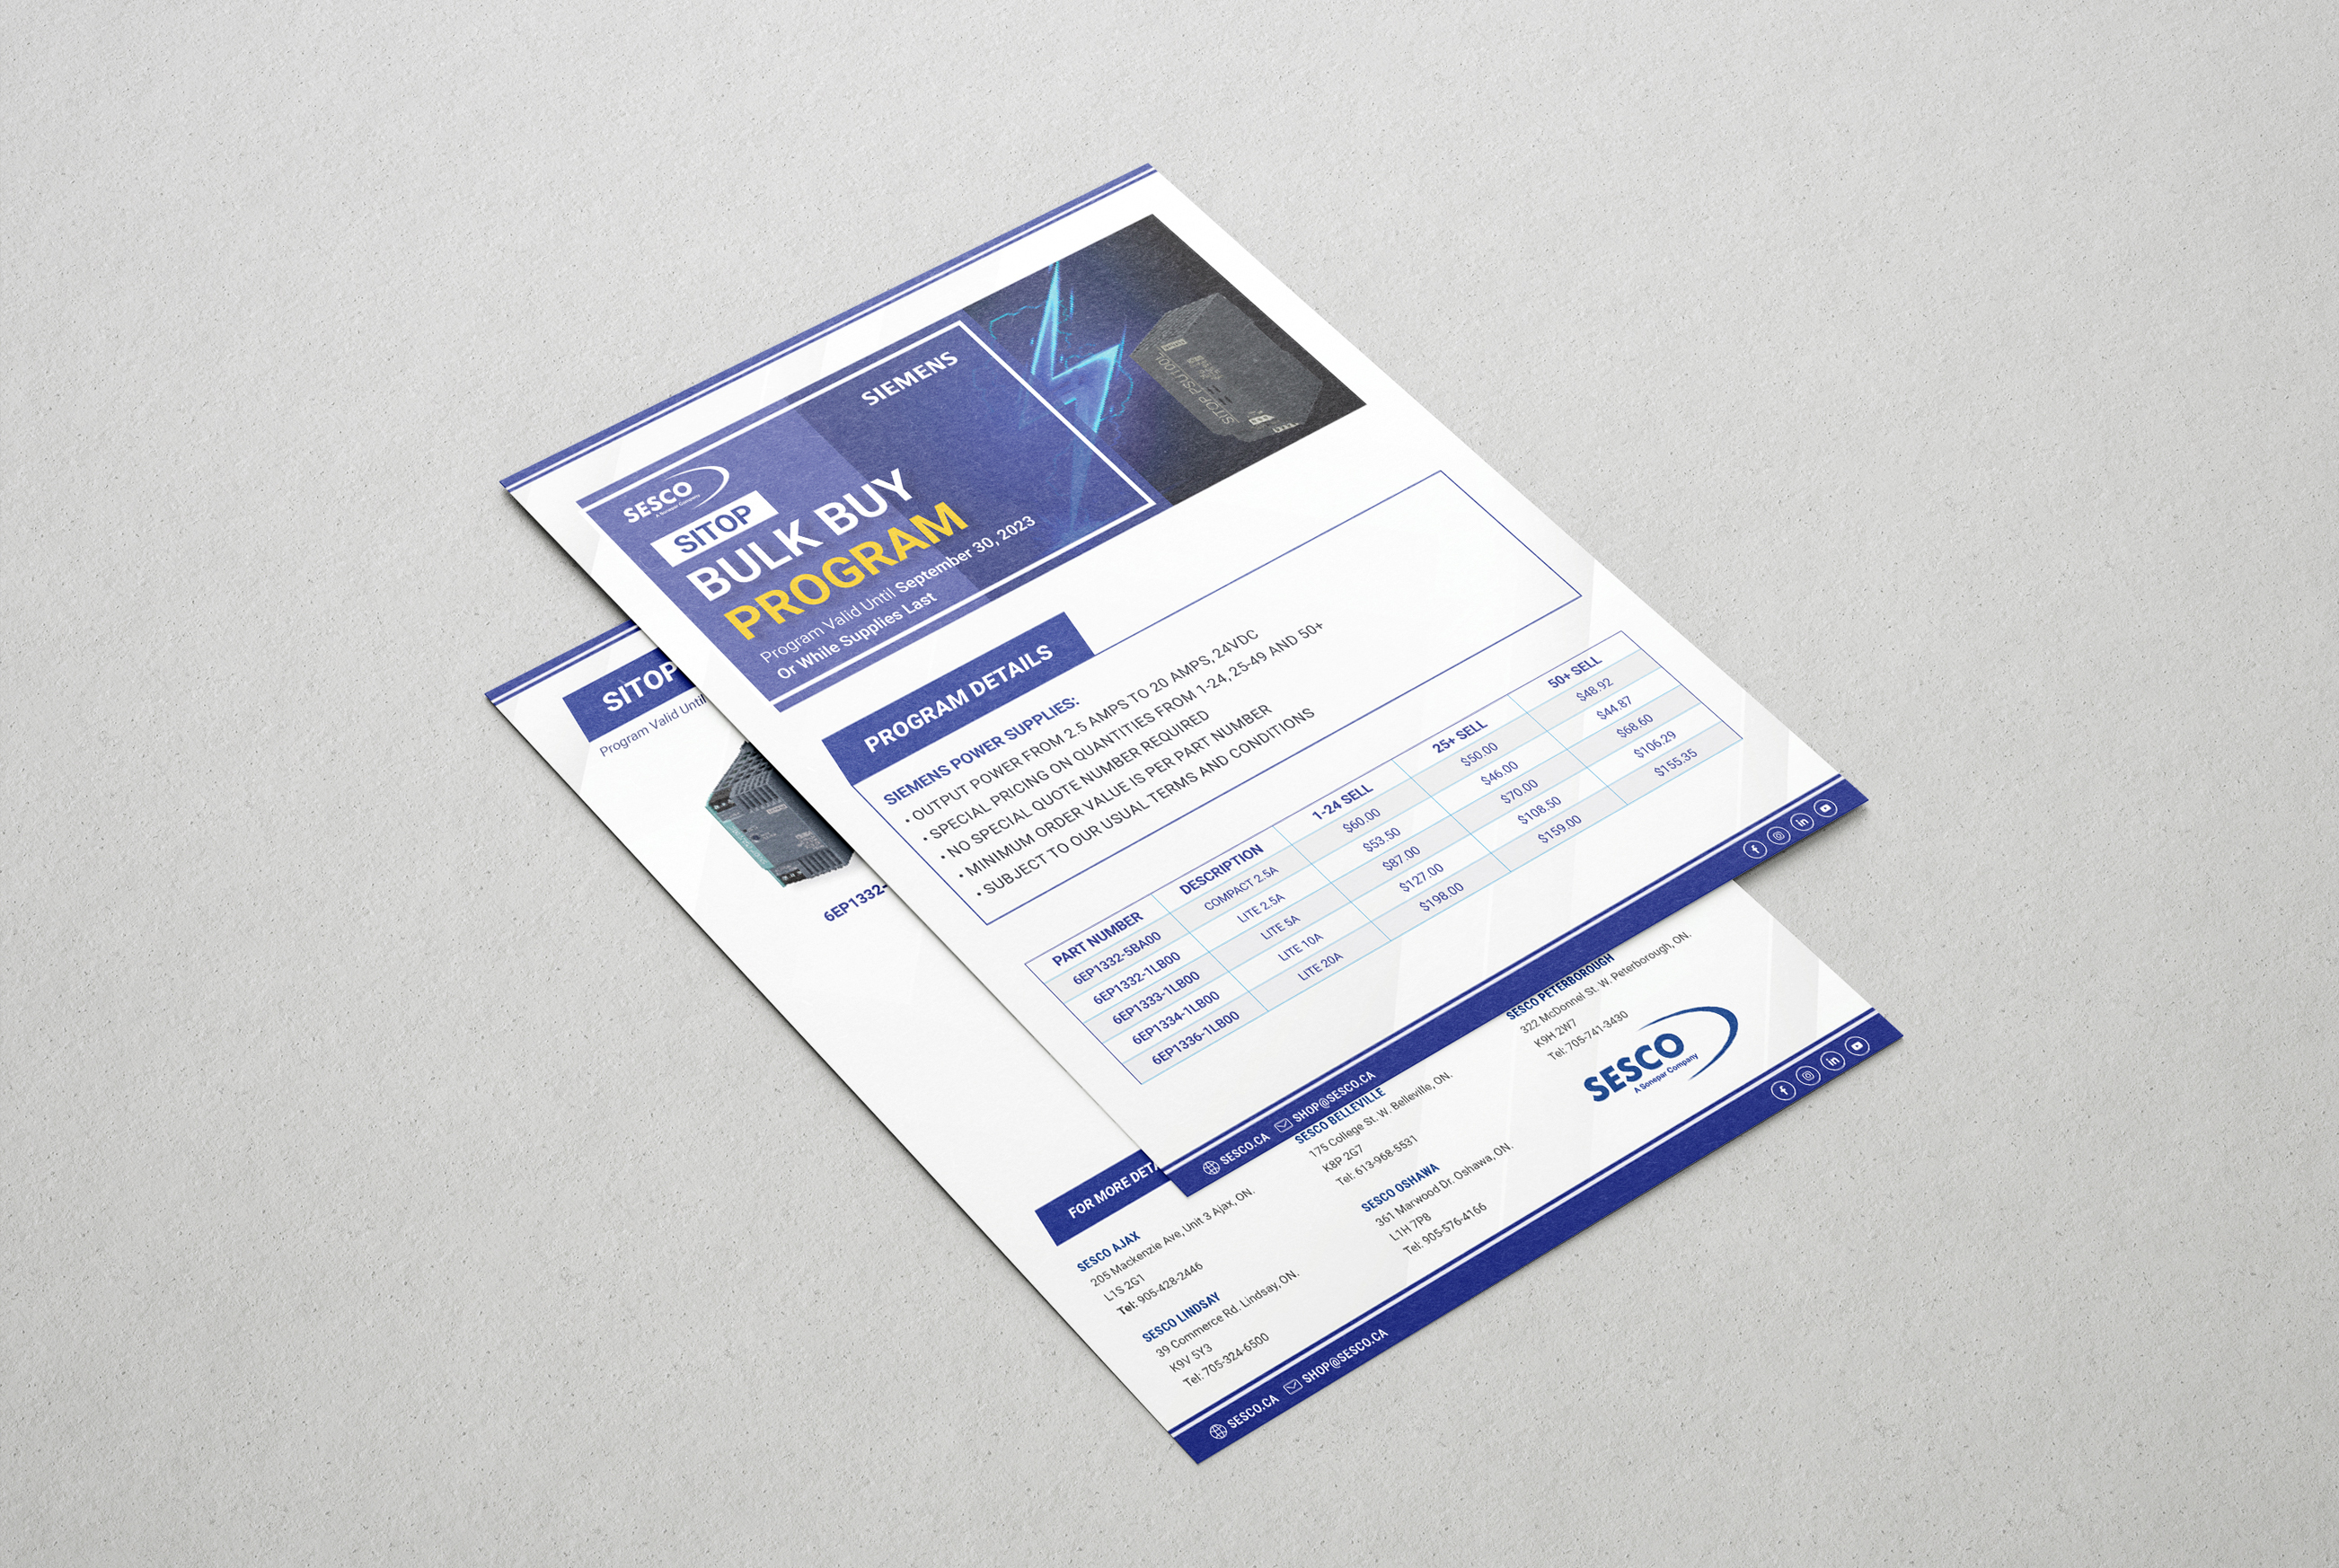 SIEMENS
SESCO
A Sonepar Company
SITOP
BULK BUY
PROGRAM
Program Valid Until September 30, 2023
Or While Supplies Last
SITOP PSU100L
PROGRAM DETAILS
SIEMENS POWER SUPPLIES:
• OUTPUT POWER FROM 2.5 AMPS TO 20 AMPS, 24VDC
• SPECIAL PRICING ON QUANTITIES FROM 1-24, 25-49 AND 50+
• NO SPECIAL QUOTE NUMBER REQUIRED
• MINIMUM ORDER VALUE IS PER PART NUMBER
• SUBJECT TO OUR USUAL TERMS AND CONDITIONS
PART NUMBER DESCRIPTION 1-24 SELL 25+ SELL 50+ SELL
6EP1332-5BA00 COMPACT 2.5A $60.00 $50.00 $48.92
6EP1332-1LB00 LITE 2.5A $53.50 $46.00 $44.87
6EP1333-1LB00 LITE 5A $87.00 $70.00 $68.60
6EP1334-1LB00 LITE 10A $127.00 $108.50 $106.29
6EP1336-1LB00 LITE 20A $198.00 $159.00 $155.35
SESCO.CA SHOP@SESCO.CA
SITOP
Program Valid Until
6EP1332-
FOR MORE DETA
SESCO AJAX
205 Mackenzie Ave, Unit 3 Ajax, ON.
L1S 2G1
Tel: 905-428-2446
SESCO LINDSAY
39 Commerce Rd. Lindsay, ON.
K9V 5Y3
Tel: 705-324-6500
SESCO BELLEVILLE
175 College St. W. Belleville, ON.
K8P 2G7
Tel: 613-968-5531
SESCO OSHAWA
361 Marwood Dr. Oshawa, ON.
L1H 7P8
Tel: 905-576-4166
SESCO PETERBOROUGH
322 McDonnel St. W. Peterborough, ON.
K9H 2W7
Tel: 705-741-3430
SESCO
A Sonepar Company
SESCO.CA SHOP@SESCO.CA